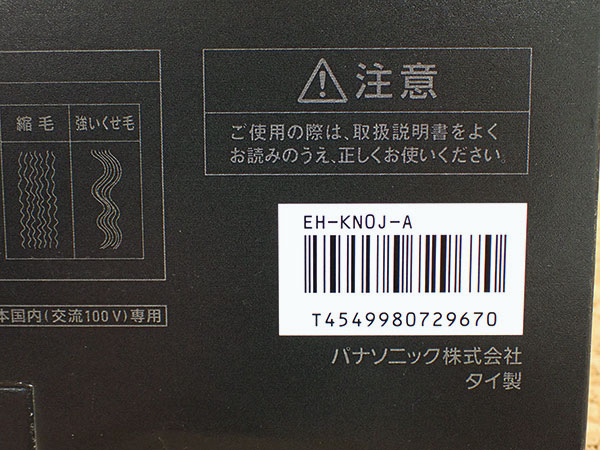 注意
ご使用の際は、取扱説明書をよく
お読みのうえ、正しくお使いください。
縮毛
強いくせ毛
EH-KN0J-A
T4549980729670
本国内(交流100V)専用
パナソニック株式会社
タイ製